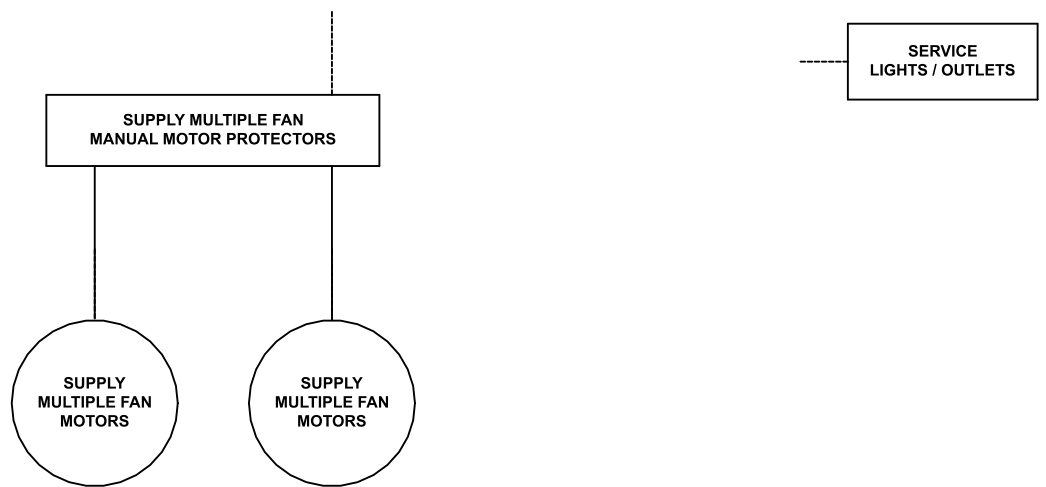 SERVICE
LIGHTS / OUTLETS
SUPPLY MULTIPLE FAN
MANUAL MOTOR PROTECTORS
SUPPLY
MULTIPLE FAN
MOTORS
SUPPLY
MULTIPLE FAN
MOTORS